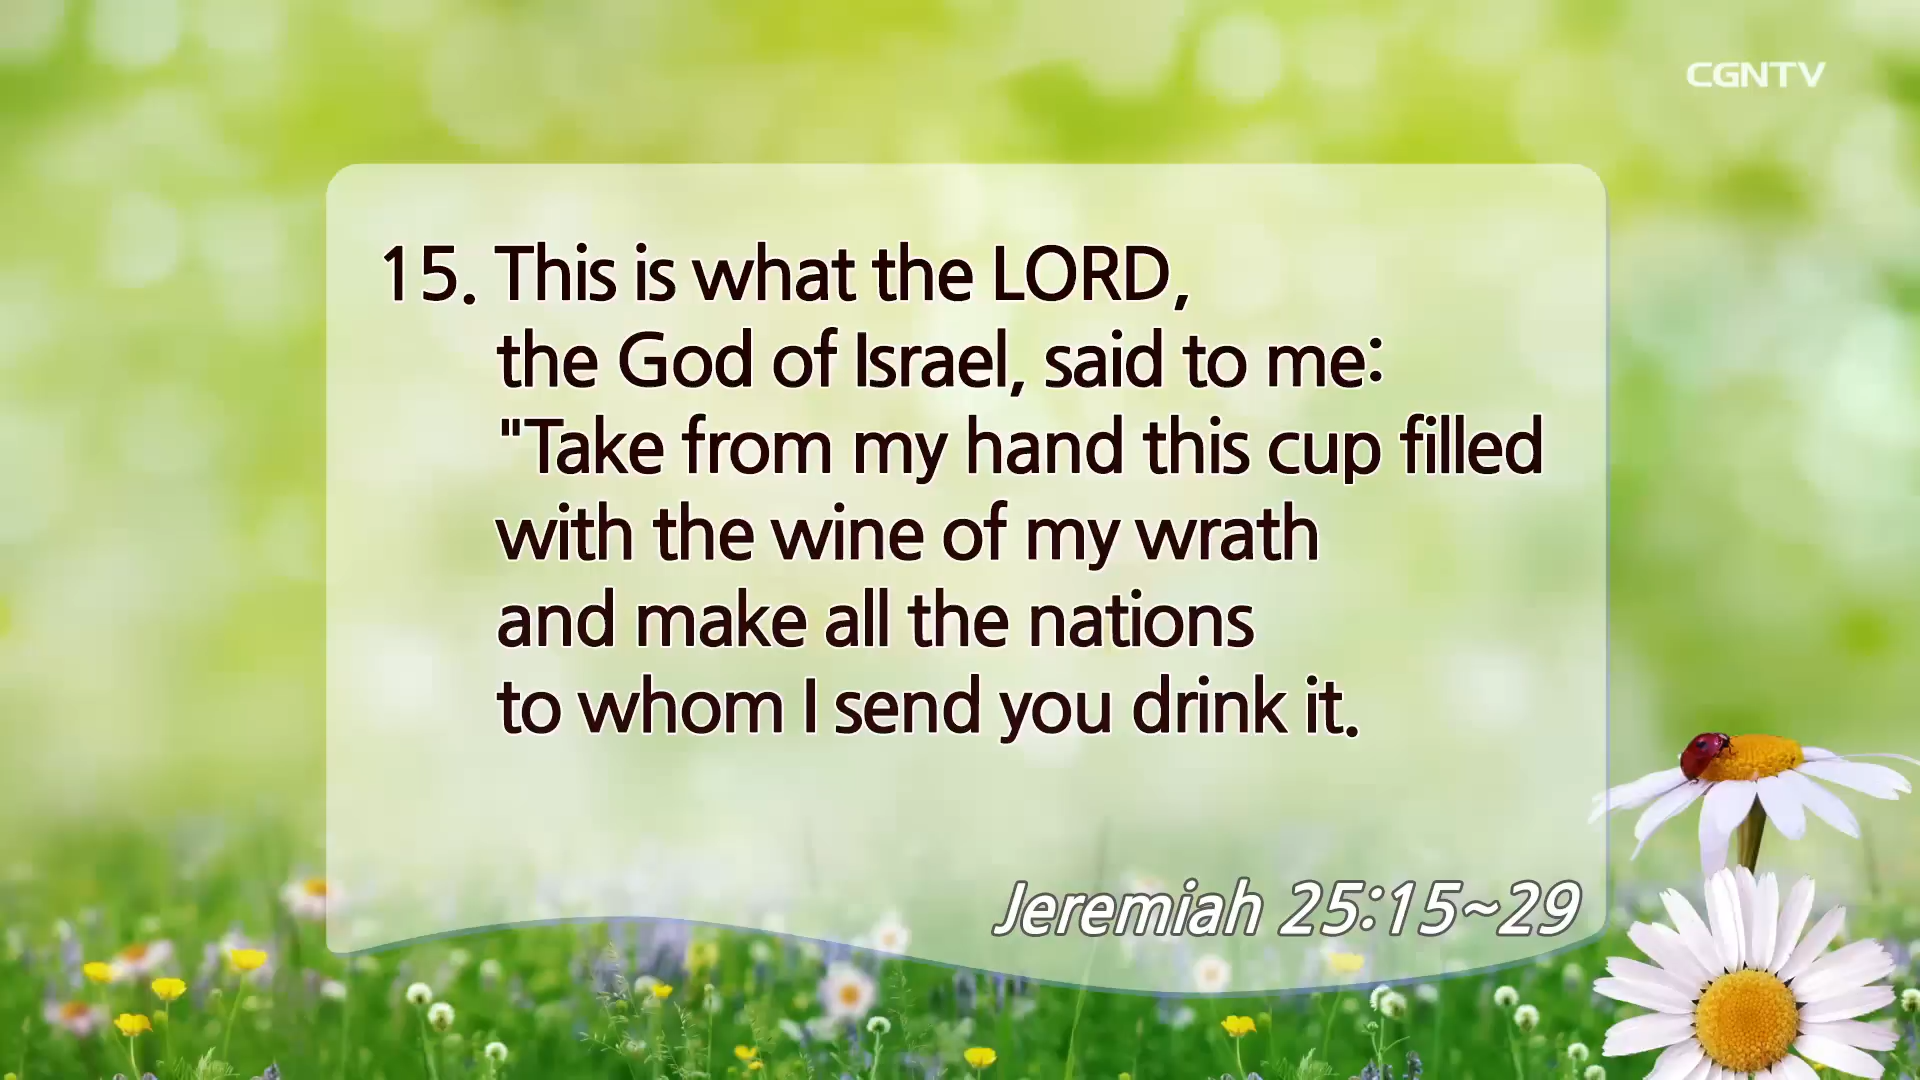 CGNTV
15. This is what the LORD,
the God of Israel, said to me:
"Take from my hand this cup filled
with the wine of my wrath
and make all the nations
to whom I send you drink it.
Jeremiah 25:15~29